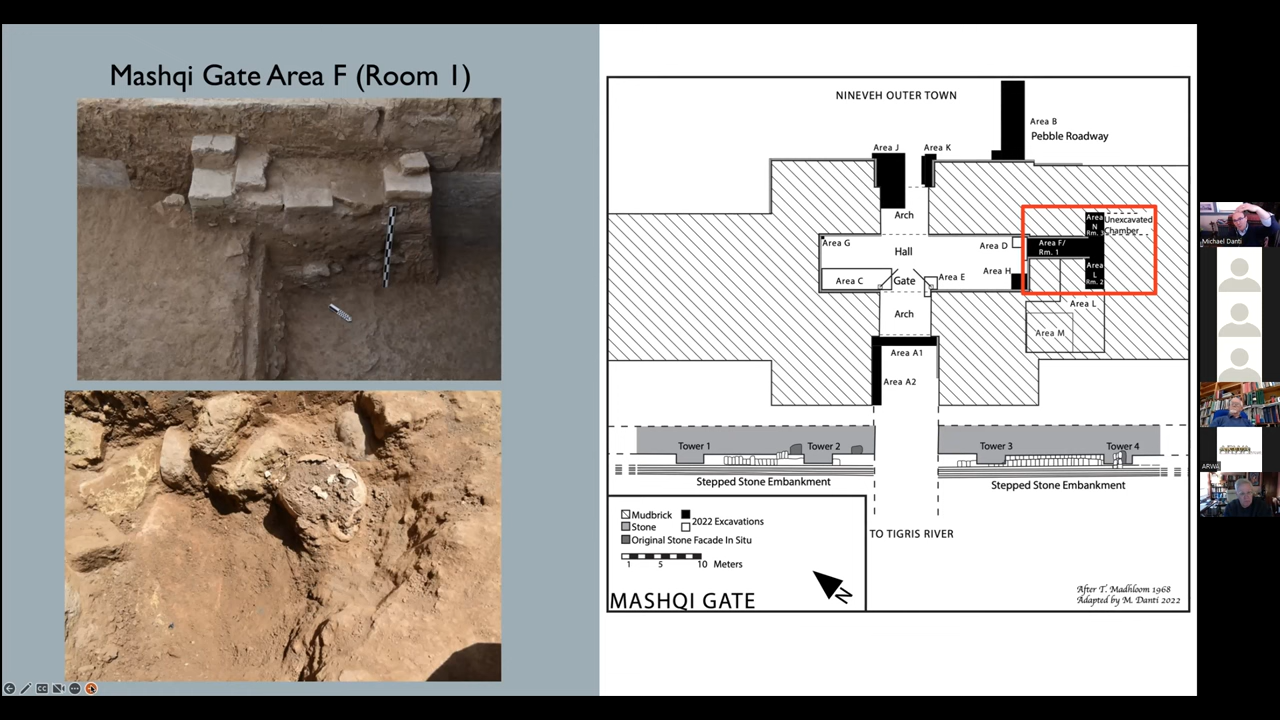 Mashqi Gate Area F (Room 1)
NINEVEH OUTER TOWN
Area B
Pebble Roadway
Area J
Area K
Arch
Area G
Hall
Area D
Area F/
Rm. 1
Area
N
Rm. 3
Unexcavated
Chamber
Area C
Gate
Area E
Area H
Area
L
Rm. 2
Area L
Arch
Area M
Area A1
Area A2
Tower 1
Tower 2
Tower 3
Tower 4
Stepped Stone Embankment
Stepped Stone Embankment
Mudbrick
Stone
2022 Excavations
Original Stone Facade In Situ
1 5 10 Meters
N
TO TIGRIS RIVER
MASHQI GATE
After T. Madhloom 1968
Adapted by M. Danti 2022
Michael Danti
ARWA
CC